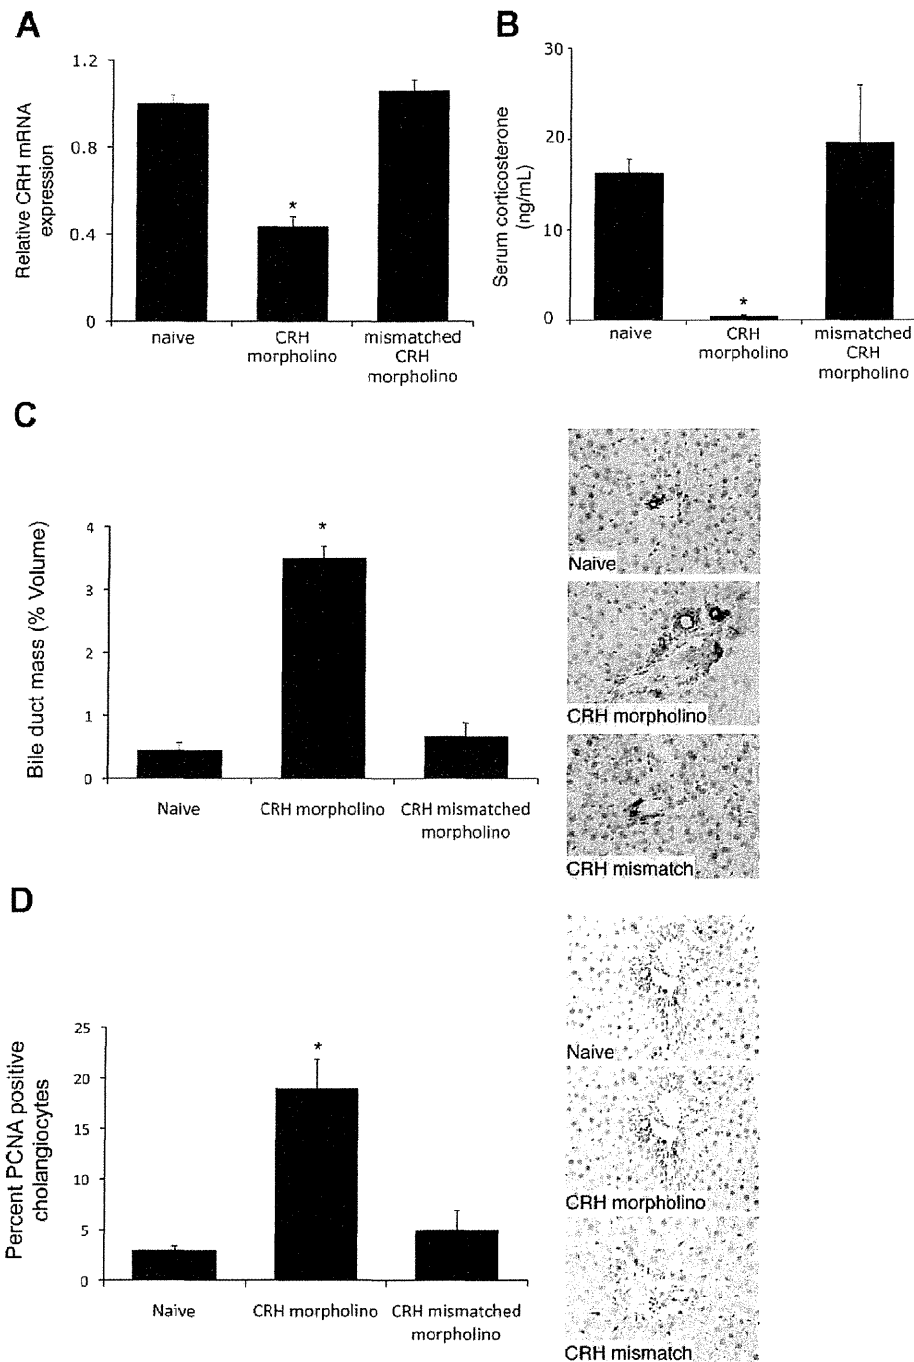 A
1.2
0.8
0.4
0
Relative CRH mRNA
expression
*
naive
CRH
morpholino
mismatched
CRH
morpholino
B
30
20
10
0
Serum corticosterone
(ng/mL)
*
naive
CRH
morpholino
mismatched
CRH
morpholino
C
4
3
2
1
0
Bile duct mass (% Volume)
*
Naive
CRH morpholino
CRH mismatched
morpholino
Naive
CRH morpholino
CRH mismatch
D
25
20
15
10
5
0
Percent PCNA positive
cholangiocytes
*
Naive
CRH morpholino
CRH mismatched
morpholino
Naive
CRH morpholino
CRH mismatch